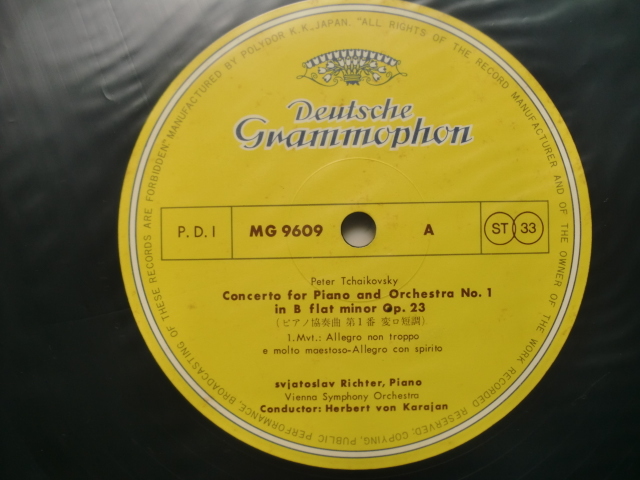 Deutsche
Grammophon
P.D.I
MG 9609
A
ST 33
Peter Tchaikovsky
Concerto for Piano and Orchestra No. 1
in B flat minor Op. 23
(ピアノ協奏曲 第1番 変ロ短調)
1. Mvt.: Allegro non troppo
e molto maestoso-Allegro con spirito
svjatoslav Richter, Piano
Vienna Symphony Orchestra
Conductor: Herbert von Karajan
MANUFACTURED BY POLYDOR K.K., JAPAN. "ALL RIGHTS OF THE RECORD MANUFACTURER AND OF THE OWNER OF THE WORK RECORDED RESERVED. COPYING, PUBLIC PERFORMANCE, BROADCASTING OF THESE RECORDS ARE FORBIDDEN."